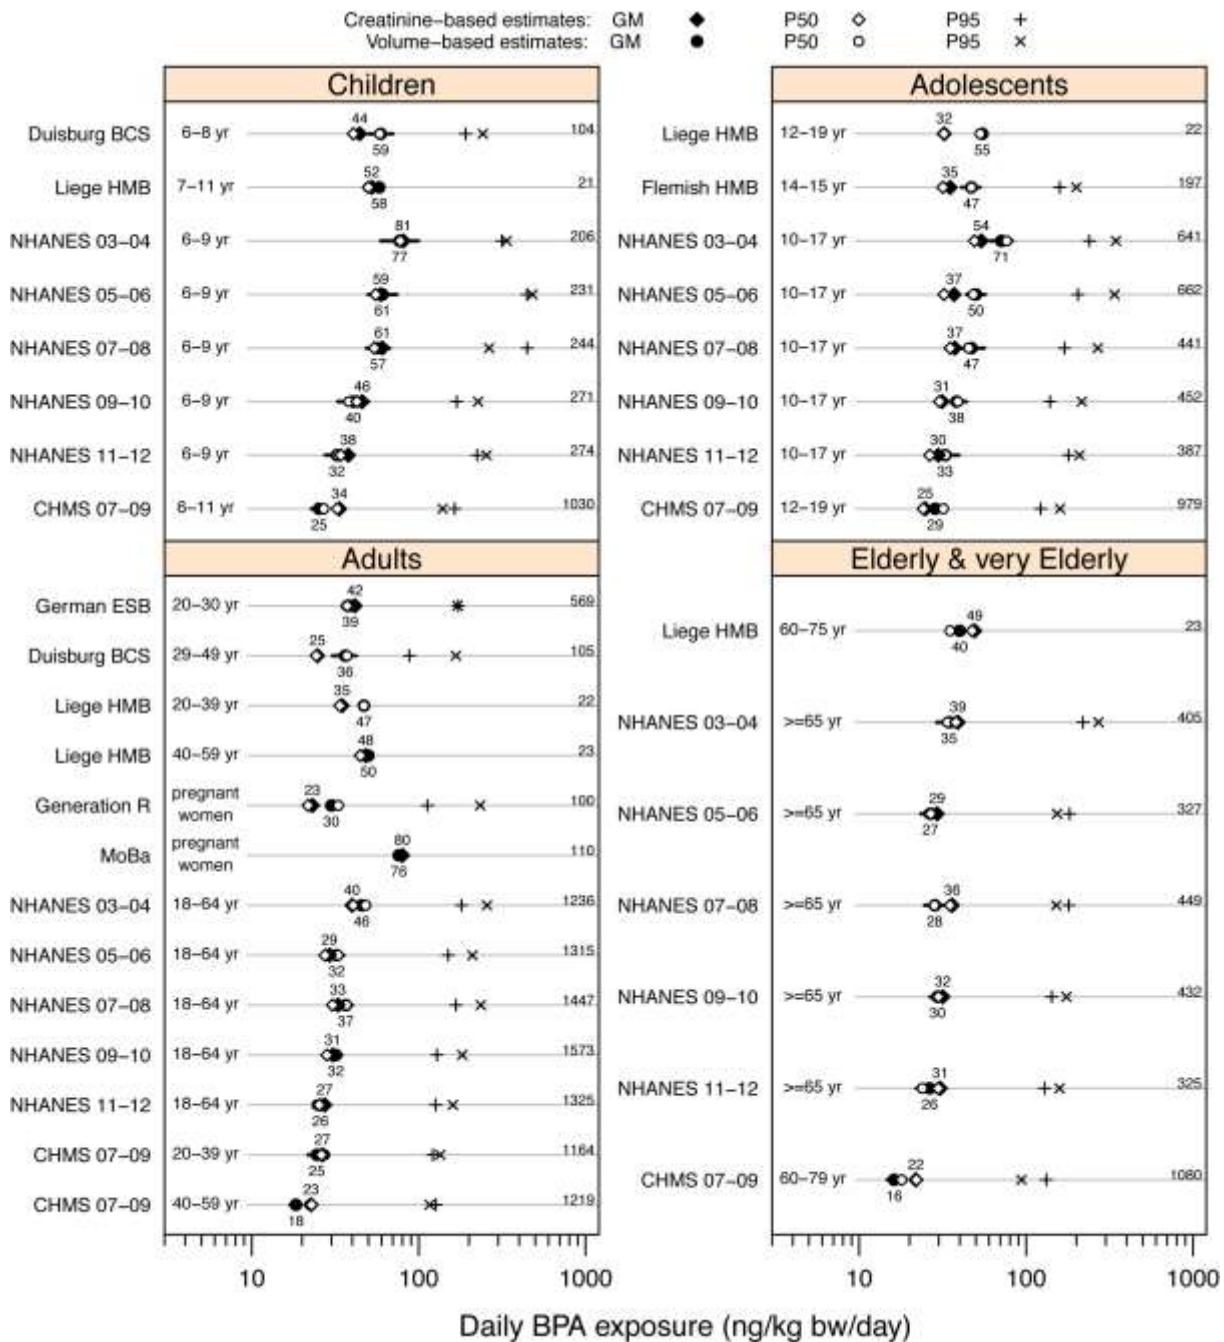 Creatinine−based estimates: GM P50 P95
Volume−based estimates: GM P50 P95
Children
44
Duisburg BCS 6−8 yr 104
59
52
Liege HMB 7−11 yr 21
58
81
NHANES 03−04 6−9 yr 206
77
59
NHANES 05−06 6−9 yr 231
61
61
NHANES 07−08 6−9 yr 244
57
46
NHANES 09−10 6−9 yr 271
40
38
NHANES 11−12 6−9 yr 274
32
34
CHMS 07−09 6−11 yr 1030
25
Adolescents
32
Liege HMB 12−19 yr 22
55
35
Flemish HMB 14−15 yr 197
47
54
NHANES 03−04 10−17 yr 641
71
37
NHANES 05−06 10−17 yr 662
50
37
NHANES 07−08 10−17 yr 441
47
31
NHANES 09−10 10−17 yr 452
38
30
NHANES 11−12 10−17 yr 387
33
25
CHMS 07−09 12−19 yr 979
29
Adults
42
German ESB 20−30 yr 569
39
25
Duisburg BCS 29−49 yr 105
36
35
Liege HMB 20−39 yr 22
47
48
Liege HMB 40−59 yr 23
50
23
Generation R pregnant women 100
30
80
MoBa pregnant women 110
76
40
NHANES 03−04 18−64 yr 1236
46
29
NHANES 05−06 18−64 yr 1315
32
33
NHANES 07−08 18−64 yr 1447
37
31
NHANES 09−10 18−64 yr 1573
32
27
NHANES 11−12 18−64 yr 1325
26
27
CHMS 07−09 20−39 yr 1164
25
23
CHMS 07−09 40−59 yr 1219
18
10 100 1000
Elderly & very Elderly
49
Liege HMB 60−75 yr 23
40
39
NHANES 03−04 >=65 yr 405
35
29
NHANES 05−06 >=65 yr 327
27
36
NHANES 07−08 >=65 yr 449
28
32
NHANES 09−10 >=65 yr 432
30
31
NHANES 11−12 >=65 yr 325
26
22
CHMS 07−09 60−79 yr 1080
16
10 100 1000
Daily BPA exposure (ng/kg bw/day)